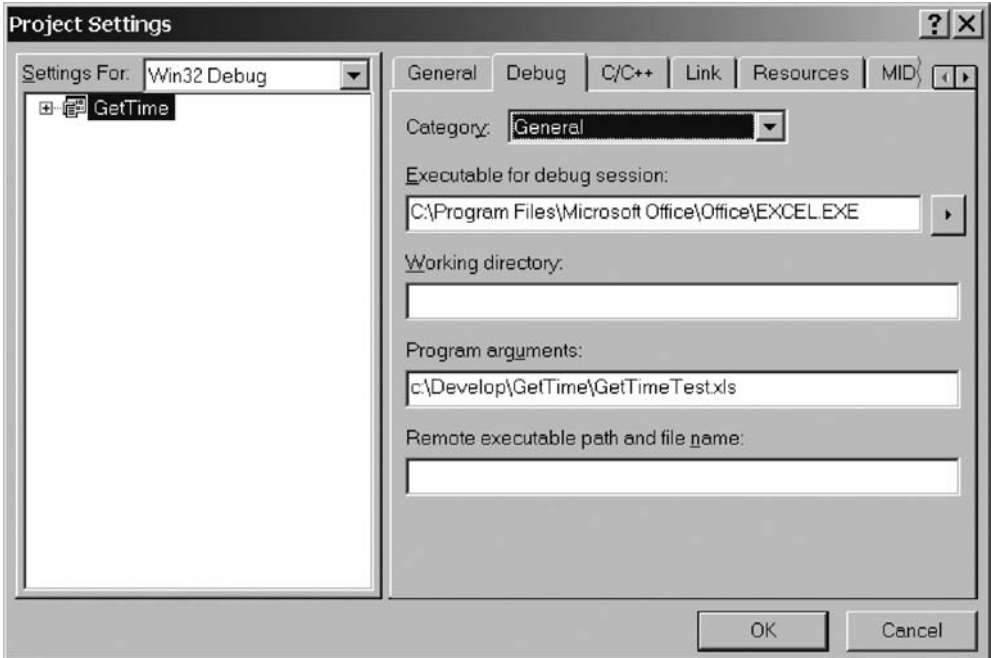 Project Settings
Settings For: Win32 Debug
GetTime
General Debug C/C++ Link Resources MID
Category: General
Executable for debug session:
C:\Program Files\Microsoft Office\Office\EXCEL.EXE
Working directory:
Program arguments:
c:\Develop\GetTime\GetTimeTest.xls
Remote executable path and file name:
OK Cancel